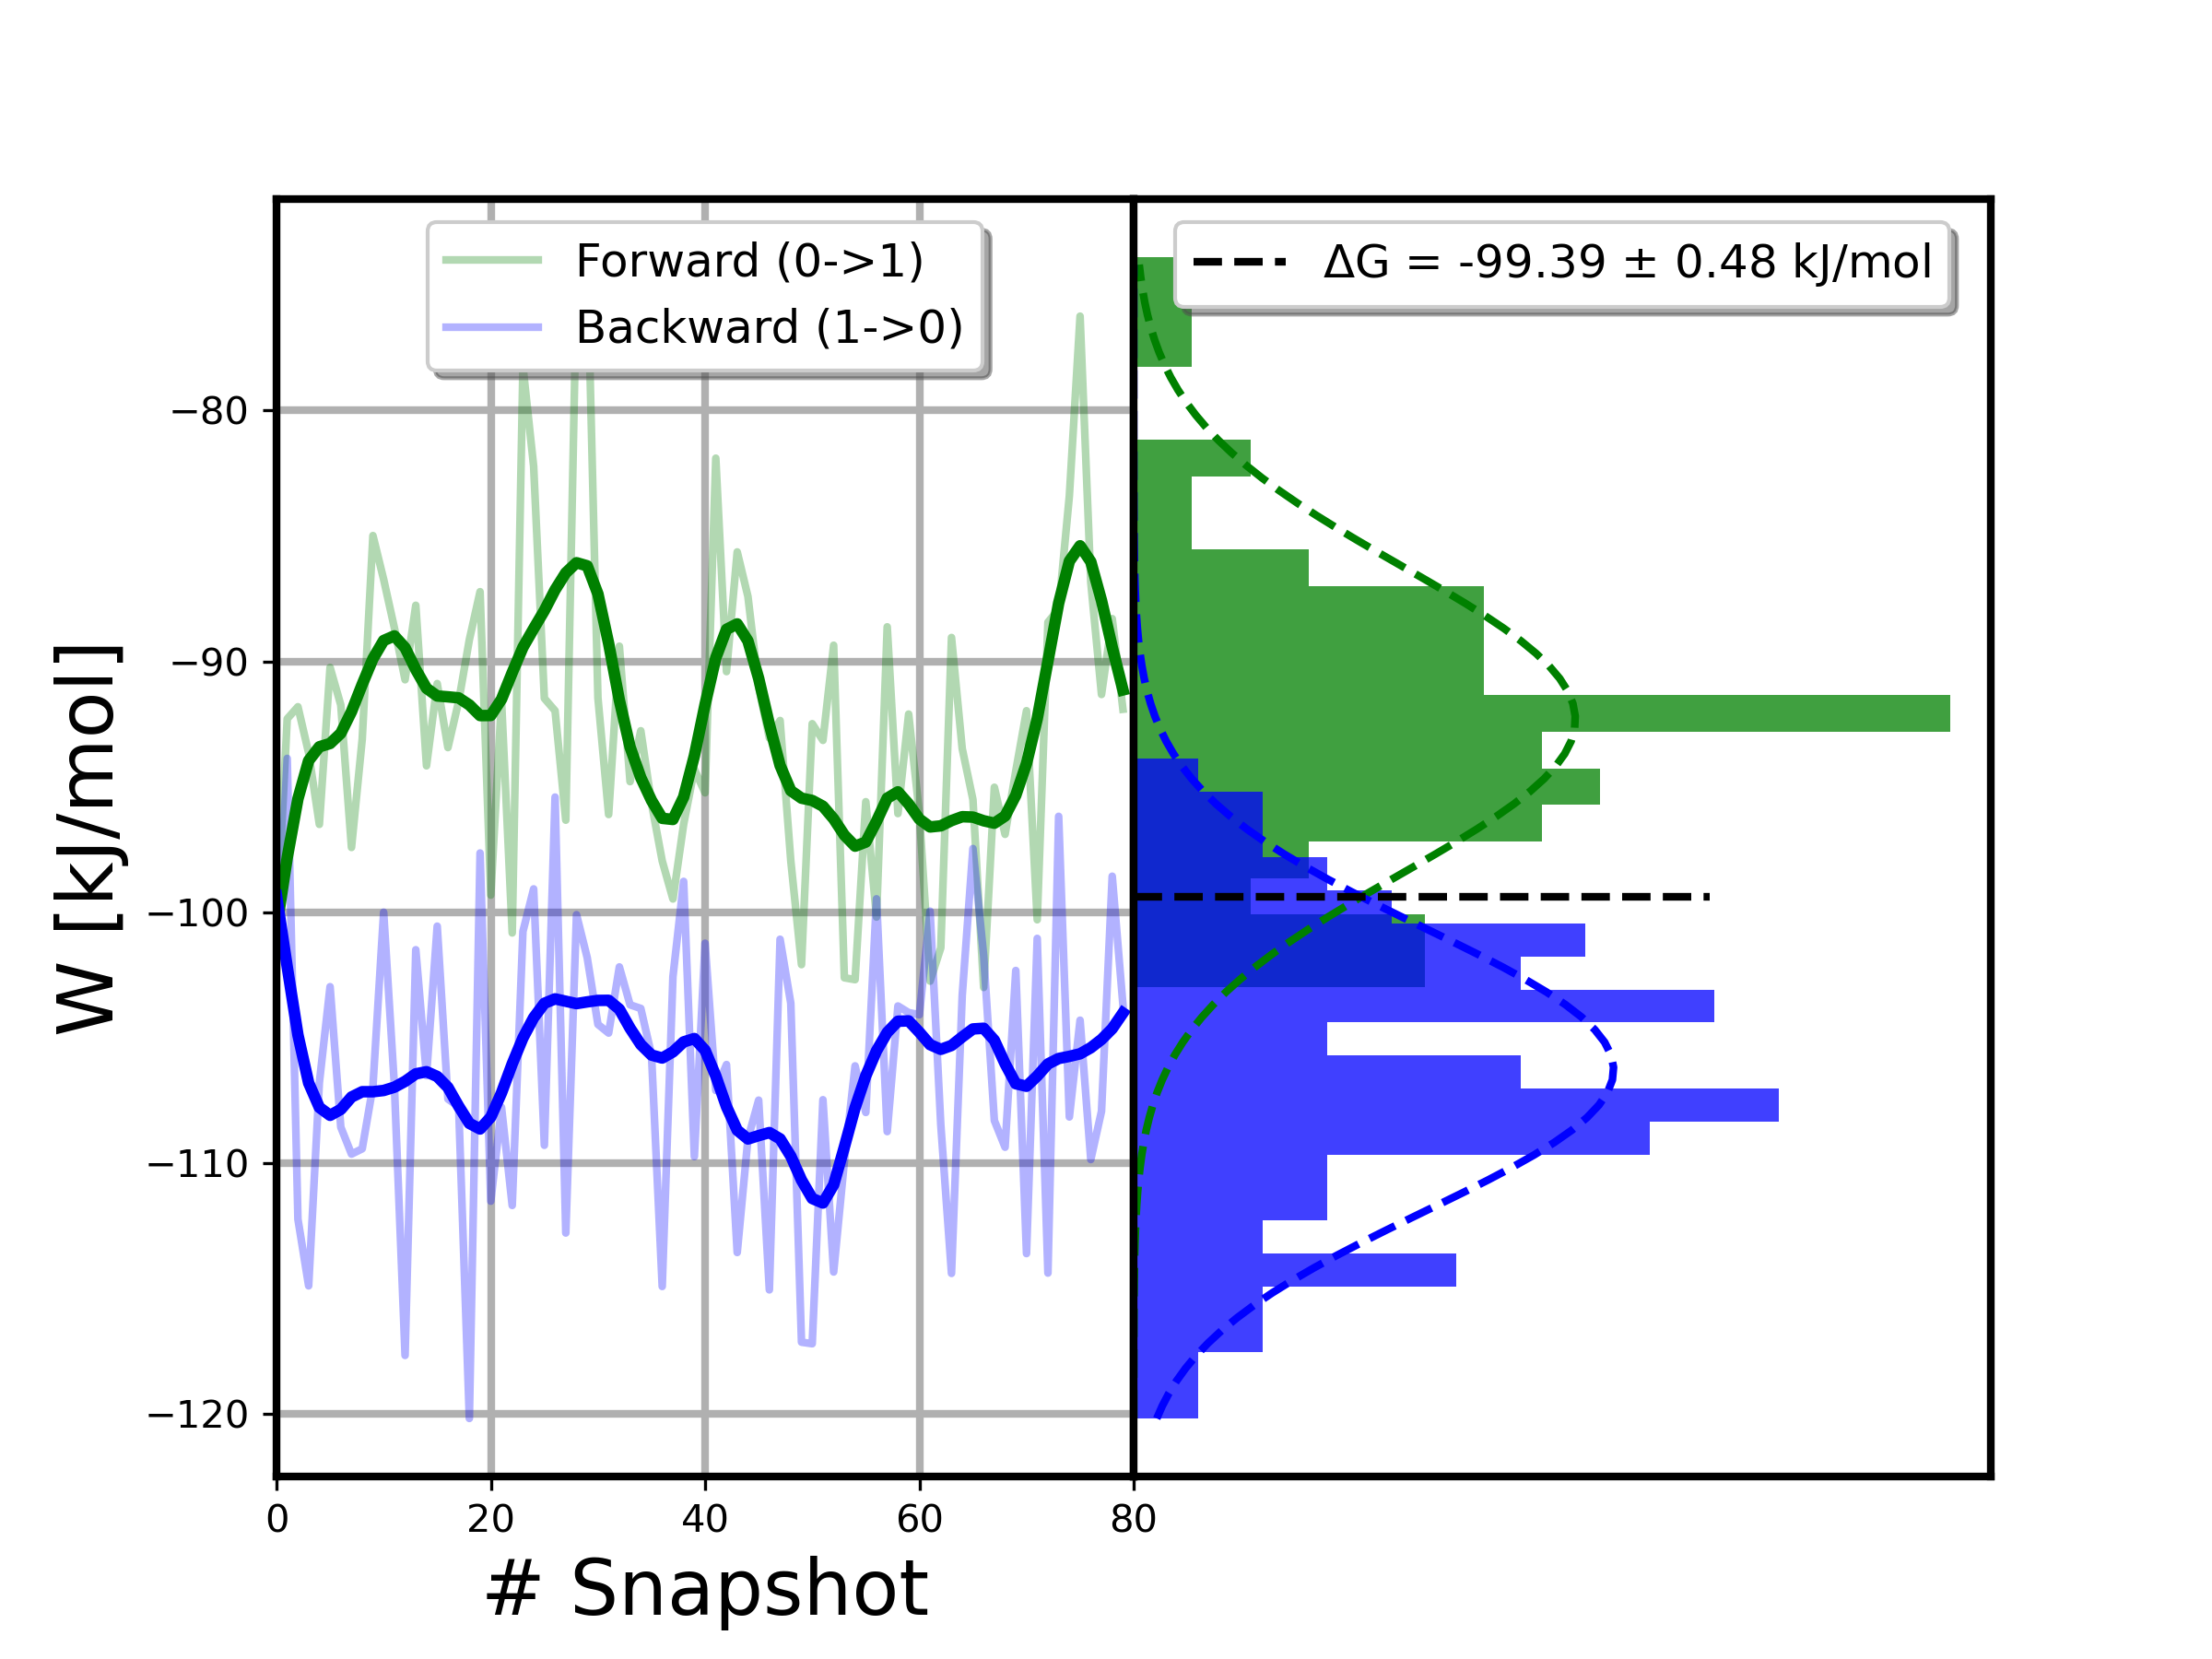 Forward (0->1)
Backward (1->0)
ΔG = -99.39 ± 0.48 kJ/mol
W [kJ/mol]
−80
−90
−100
−110
−120
0 20 40 60 80
# Snapshot